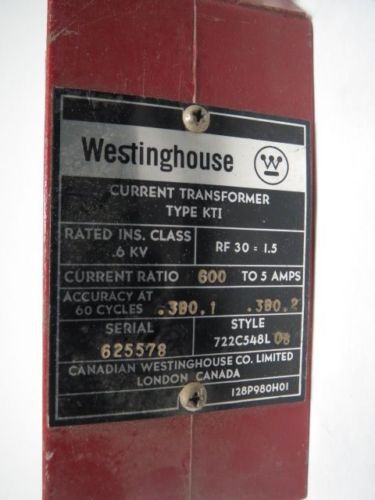 Westinghouse W
CURRENT TRANSFORMER
TYPE KTI
RATED INS. CLASS
.6 KV
RF 30 = 1.5
CURRENT RATIO 600 TO 5 AMPS
ACCURACY AT
60 CYCLES .3B0.1 .3B0.2
SERIAL
625578
STYLE
722C548L 08
CANADIAN WESTINGHOUSE CO. LIMITED
LONDON CANADA
128P980H01